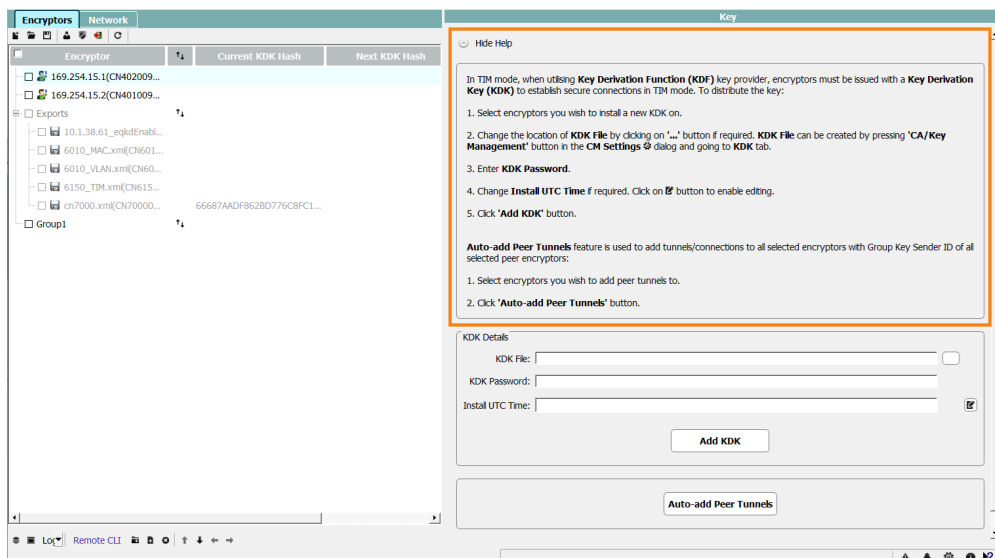 Encryptors Network
Encryptor Current KDK Hash Next KDK Hash
169.254.15.1(CN402009...
169.254.15.2(CN401009...
Exports
10.1.38.61_eqkdEnabl...
6010_MAC.xml(CN601...
6010_VLAN.xml(CN60...
6150_TIM.xml(CN615...
cn7000.xml(CN70000... 66687AADF862BD776C8FC1...
Group1
Remote CLI
Key
Hide Help
In TIM mode, when utilising Key Derivation Function (KDF) key provider, encryptors must be issued with a Key Derivation
Key (KDK) to establish secure connections in TIM mode. To distribute the key:
1. Select encryptors you wish to install a new KDK on.
2. Change the location of KDK File by clicking on '...' button if required. KDK File can be created by pressing 'CA/Key
Management' button in the CM Settings dialog and going to KDK tab.
3. Enter KDK Password.
4. Change Install UTC Time if required. Click on button to enable editing.
5. Click 'Add KDK' button.
Auto-add Peer Tunnels feature is used to add tunnels/connections to all selected encryptors with Group Key Sender ID of all
selected peer encryptors:
1. Select encryptors you wish to add peer tunnels to.
2. Click 'Auto-add Peer Tunnels' button.
KDK Details
KDK File:
KDK Password:
Install UTC Time:
Add KDK
Auto-add Peer Tunnels